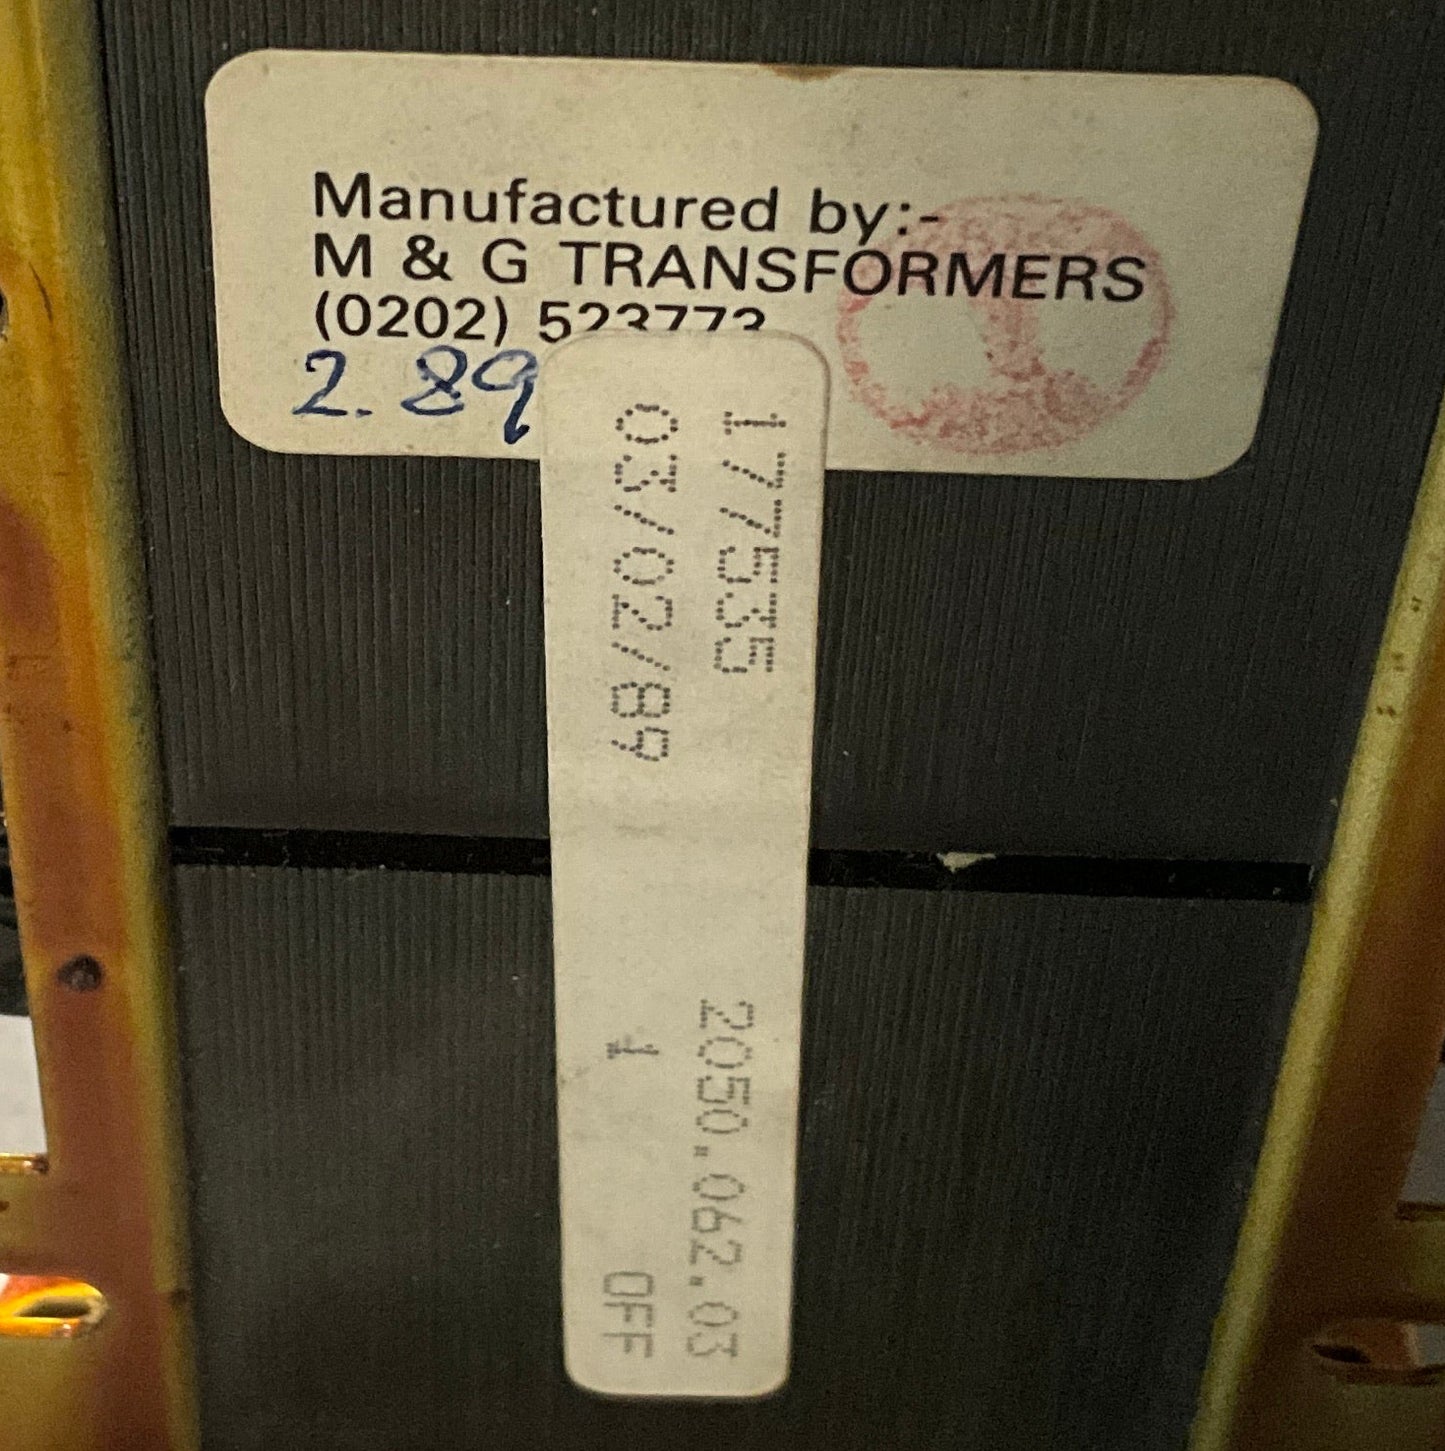 Manufactured by:-
M & G TRANSFORMERS
(0202) 523773
2.89
177535 2050.062.03
03/02/89 1 OFF